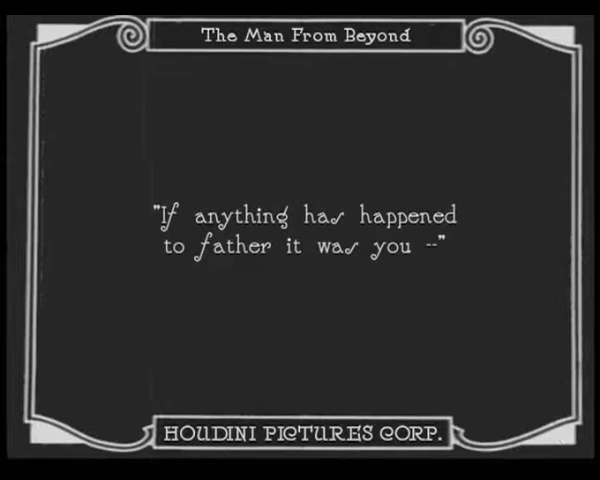 The Man From Beyond
"If anything has happened
to father it was you --"
HOUDINI PICTURES CORP.